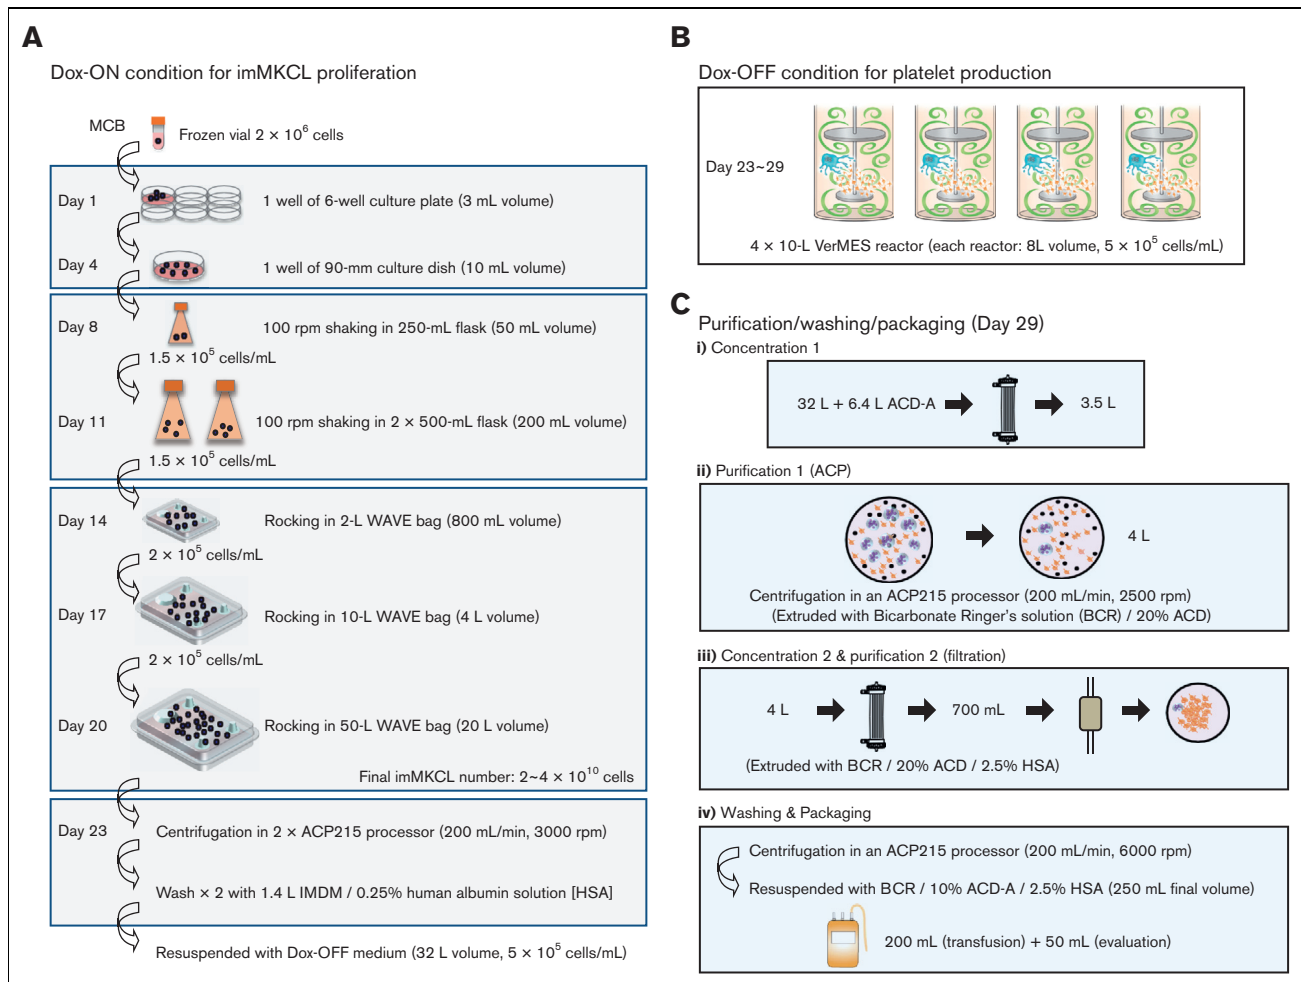 A
Dox-ON condition for imMKCL proliferation
MCB
Frozen vial 2 × 10⁶ cells
Day 1
1 well of 6-well culture plate (3 mL volume)
Day 4
1 well of 90-mm culture dish (10 mL volume)
Day 8
100 rpm shaking in 250-mL flask (50 mL volume)
1.5 × 10⁵ cells/mL
Day 11
100 rpm shaking in 2 × 500-mL flask (200 mL volume)
1.5 × 10⁵ cells/mL
Day 14
Rocking in 2-L WAVE bag (800 mL volume)
2 × 10⁵ cells/mL
Day 17
Rocking in 10-L WAVE bag (4 L volume)
2 × 10⁵ cells/mL
Day 20
Rocking in 50-L WAVE bag (20 L volume)
Final imMKCL number: 2~4 × 10¹⁰ cells
Day 23
Centrifugation in 2 × ACP215 processor (200 mL/min, 3000 rpm)
Wash × 2 with 1.4 L IMDM / 0.25% human albumin solution [HSA]
Resuspended with Dox-OFF medium (32 L volume, 5 × 10⁵ cells/mL)
B
Dox-OFF condition for platelet production
Day 23~29
4 × 10-L VerMES reactor (each reactor: 8L volume, 5 × 10⁵ cells/mL)
C
Purification/washing/packaging (Day 29)
i) Concentration 1
32 L + 6.4 L ACD-A
3.5 L
ii) Purification 1 (ACP)
4 L
Centrifugation in an ACP215 processor (200 mL/min, 2500 rpm)
(Extruded with Bicarbonate Ringer's solution (BCR) / 20% ACD)
iii) Concentration 2 & purification 2 (filtration)
4 L
700 mL
(Extruded with BCR / 20% ACD / 2.5% HSA)
iv) Washing & Packaging
Centrifugation in an ACP215 processor (200 mL/min, 6000 rpm)
Resuspended with BCR / 10% ACD-A / 2.5% HSA (250 mL final volume)
200 mL (transfusion) + 50 mL (evaluation)